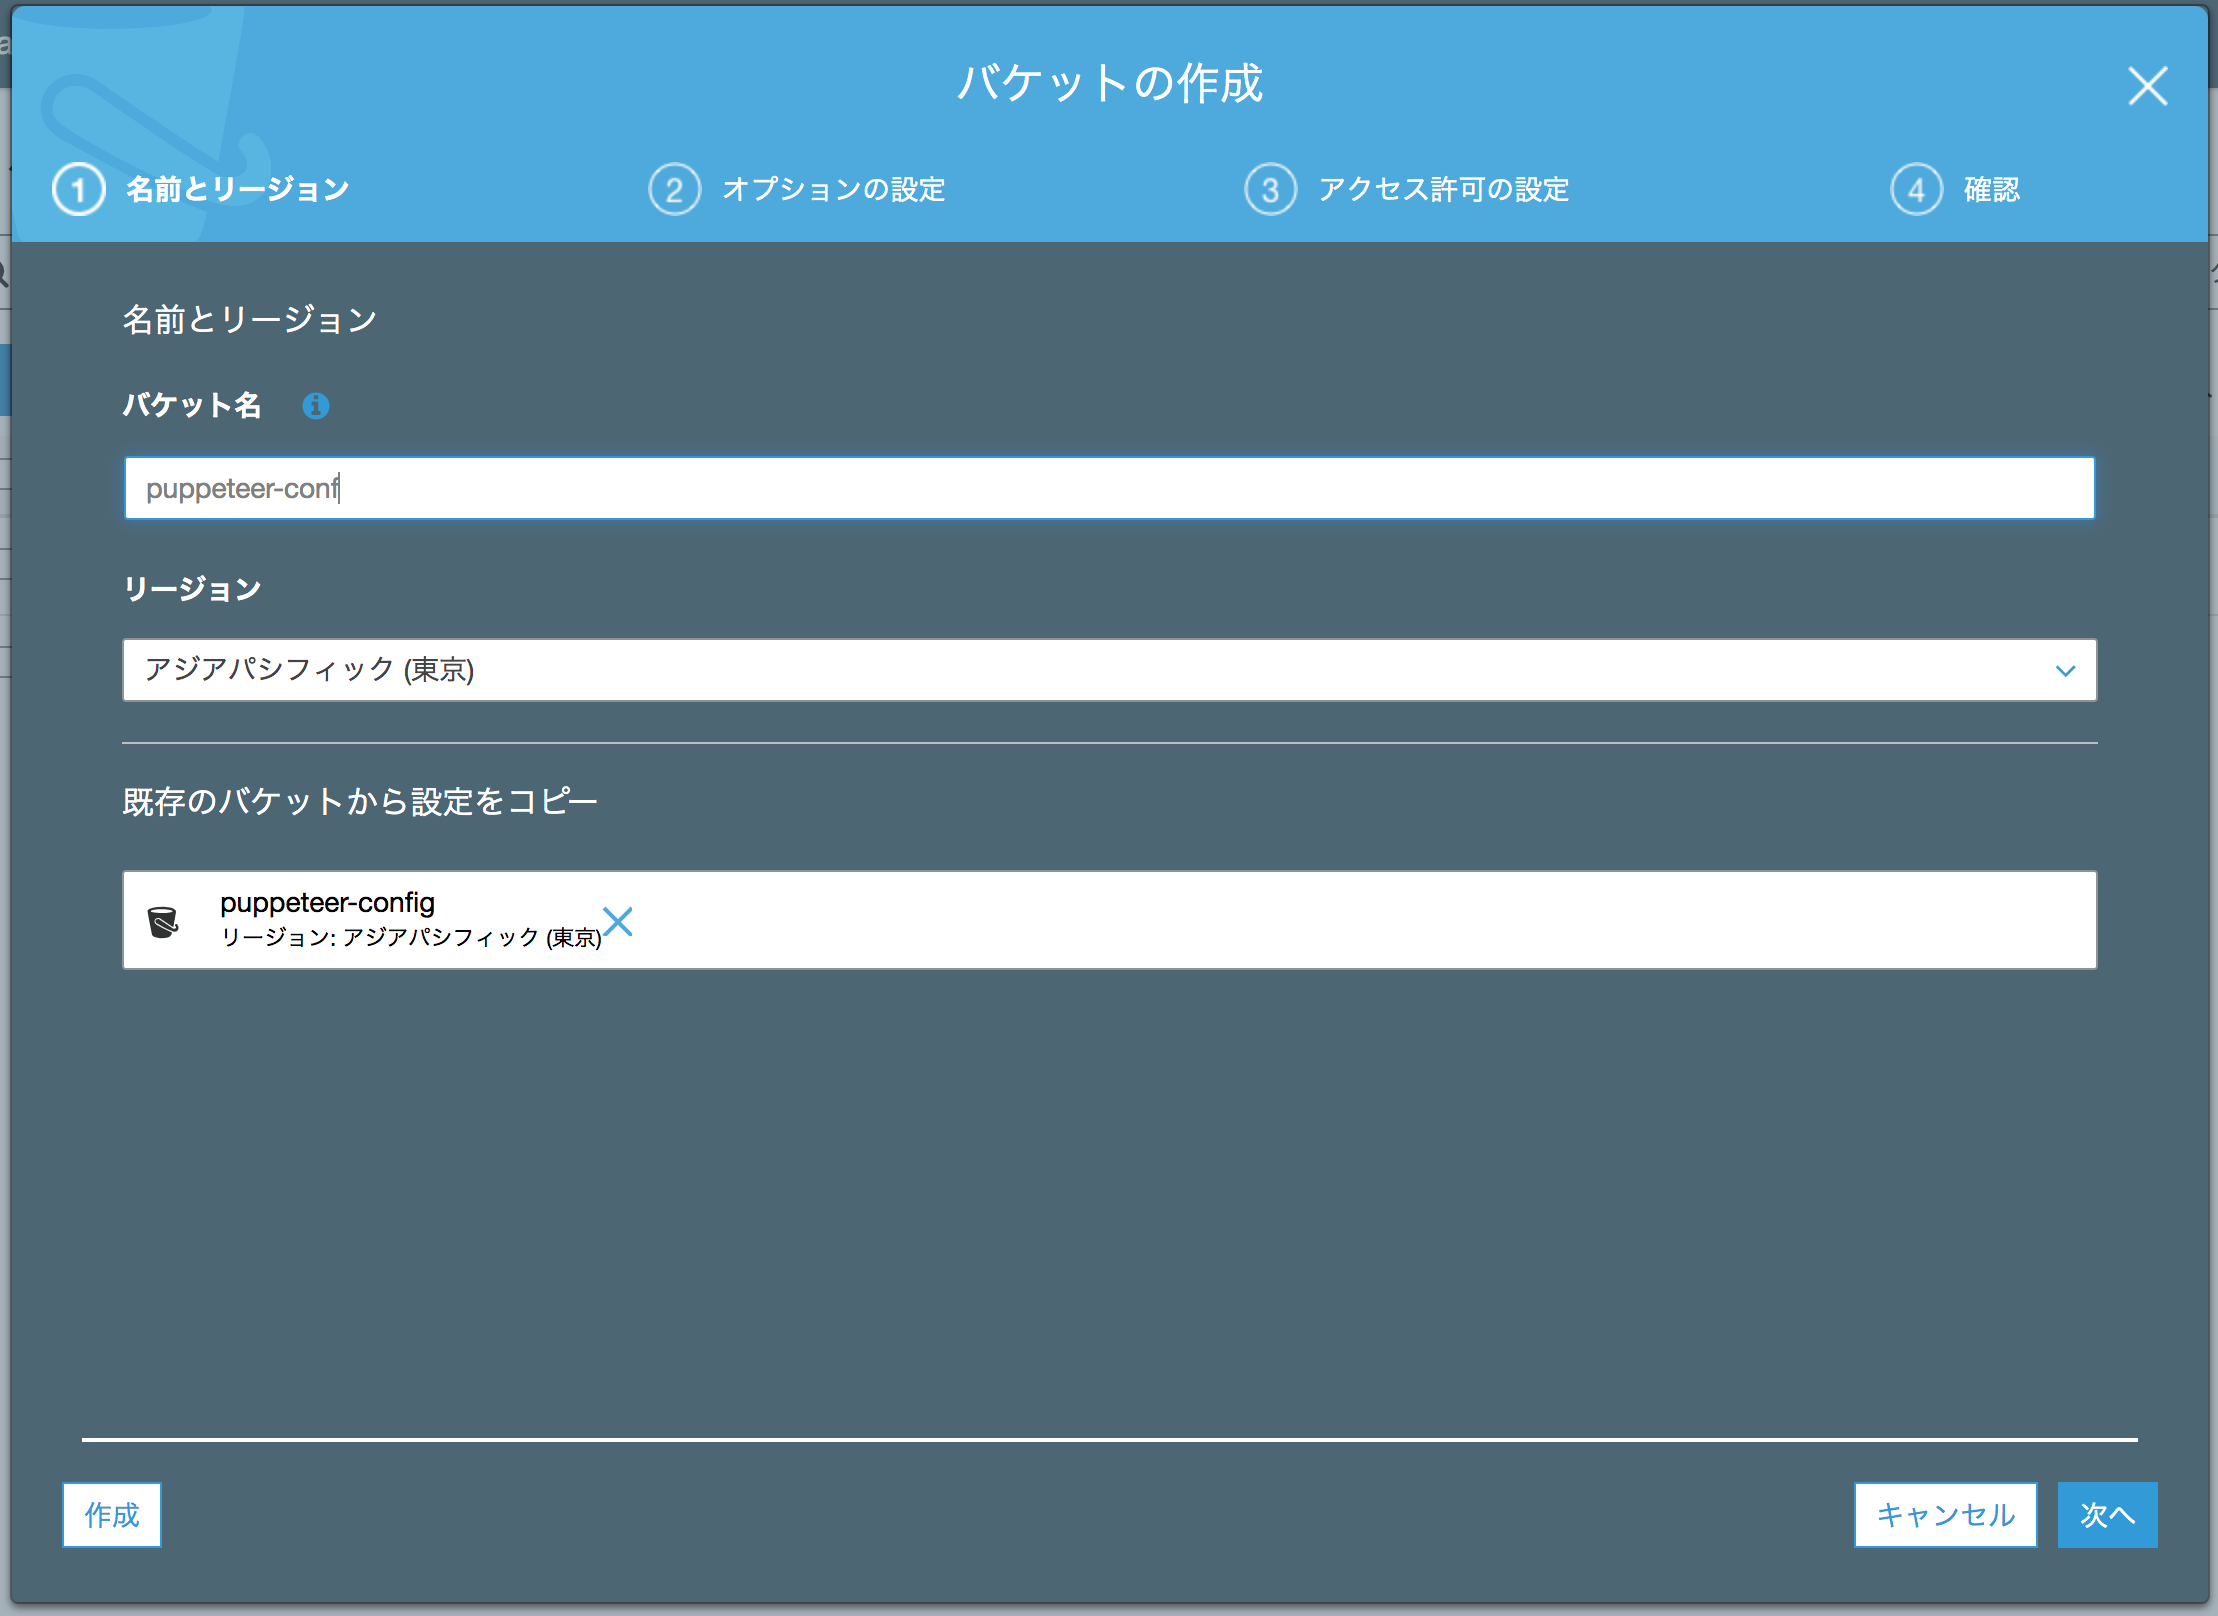 バケットの作成
1 名前とリージョン
2 オプションの設定
3 アクセス許可の設定
4 確認
名前とリージョン
バケット名
puppeteer-conf
リージョン
アジアパシフィック (東京)
既存のバケットから設定をコピー
puppeteer-config
リージョン: アジアパシフィック (東京)
作成
キャンセル
次へ